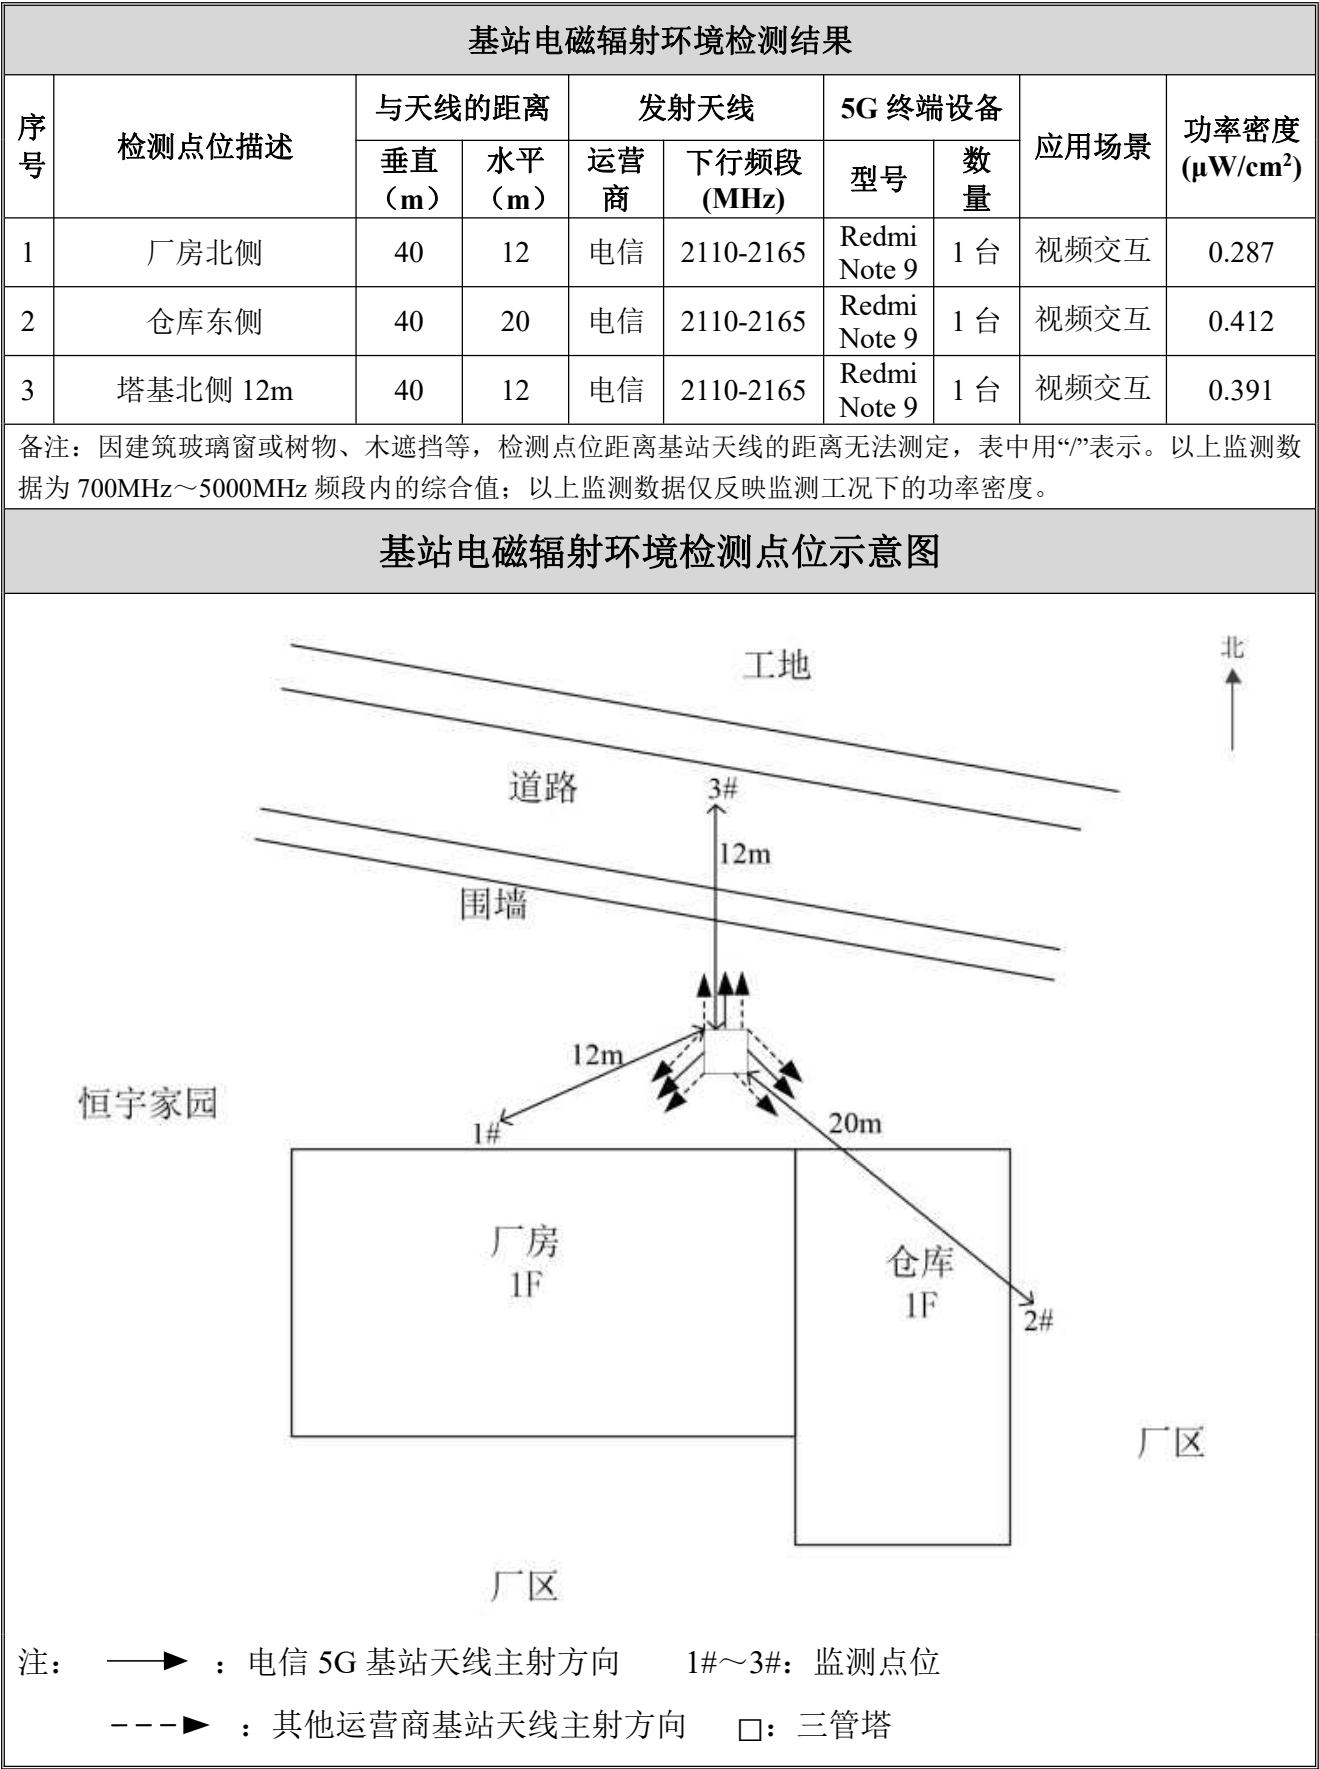 基站电磁辐射环境检测结果
序号 检测点位描述 与天线的距离 发射天线 5G 终端设备 应用场景 功率密度 (μW/cm²)
垂直（m） 水平（m） 运营商 下行频段 (MHz) 型号 数量
1 厂房北侧 40 12 电信 2110-2165 Redmi Note 9 1 台 视频交互 0.287
2 仓库东侧 40 20 电信 2110-2165 Redmi Note 9 1 台 视频交互 0.412
3 塔基北侧 12m 40 12 电信 2110-2165 Redmi Note 9 1 台 视频交互 0.391
备注：因建筑玻璃窗或树物、木遮挡等，检测点位距离基站天线的距离无法测定，表中用“/”表示。以上监测数
据为 700MHz～5000MHz 频段内的综合值；以上监测数据仅反映监测工况下的功率密度。
基站电磁辐射环境检测点位示意图
北
工地
道路
3#
12m
围墙
12m
恒宇家园
1#
20m
厂房
1F
仓库
1F
2#
厂区
厂区
注： ：电信 5G 基站天线主射方向 1#～3#：监测点位
：其他运营商基站天线主射方向 □：三管塔